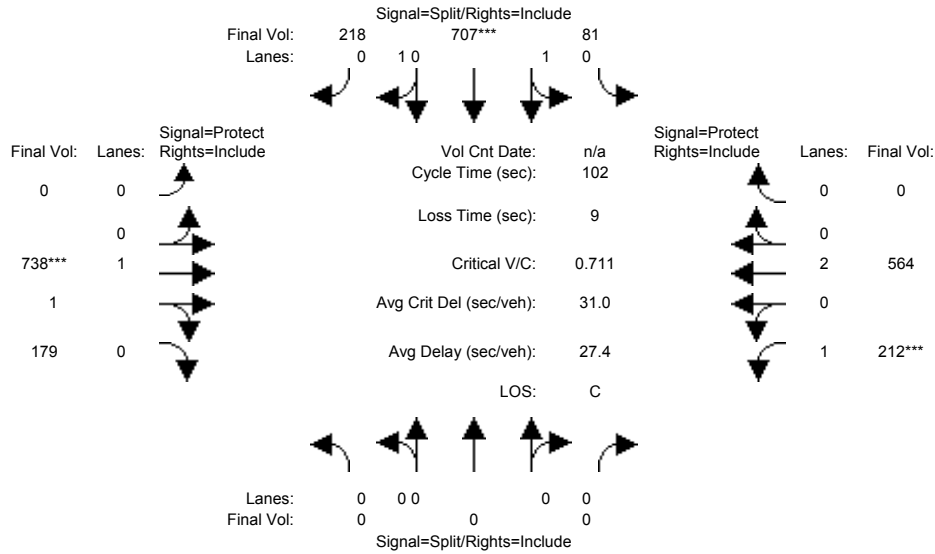 Signal=Split/Rights=Include
Final Vol: 218 707*** 81
Lanes: 0 1 0 1 0
Signal=Protect Signal=Protect
Final Vol: Lanes: Rights=Include Vol Cnt Date: n/a Rights=Include Lanes: Final Vol:
Cycle Time (sec): 102
0 0 0 0
Loss Time (sec): 9
0 0
738*** 1 Critical V/C: 0.711 2 564
1 Avg Crit Del (sec/veh): 31.0 0
179 0 Avg Delay (sec/veh): 27.4 1 212***
LOS: C
Lanes: 0 0 0 0 0
Final Vol: 0 0 0
Signal=Split/Rights=Include